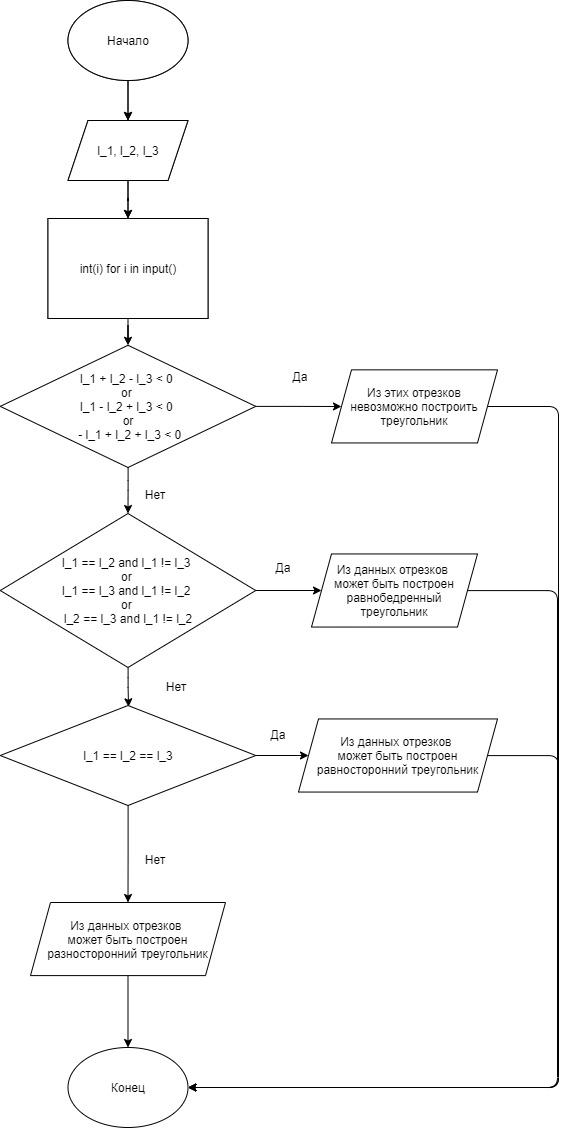 Начало
l_1, l_2, l_3
int(i) for i in input()
l_1 + l_2 - l_3 < 0
or
l_1 - l_2 + l_3 < 0
or
- l_1 + l_2 + l_3 < 0
Да
Из этих отрезков
невозможно построить
треугольник
Нет
l_1 == l_2 and l_1 != l_3
or
l_1 == l_3 and l_1 != l_2
or
l_2 == l_3 and l_1 != l_2
Да
Из данных отрезков
может быть построен
равнобедренный
треугольник
Нет
l_1 == l_2 == l_3
Да
Из данных отрезков
может быть построен
равносторонний треугольник
Нет
Из данных отрезков
может быть построен
разносторонний треугольник
Конец